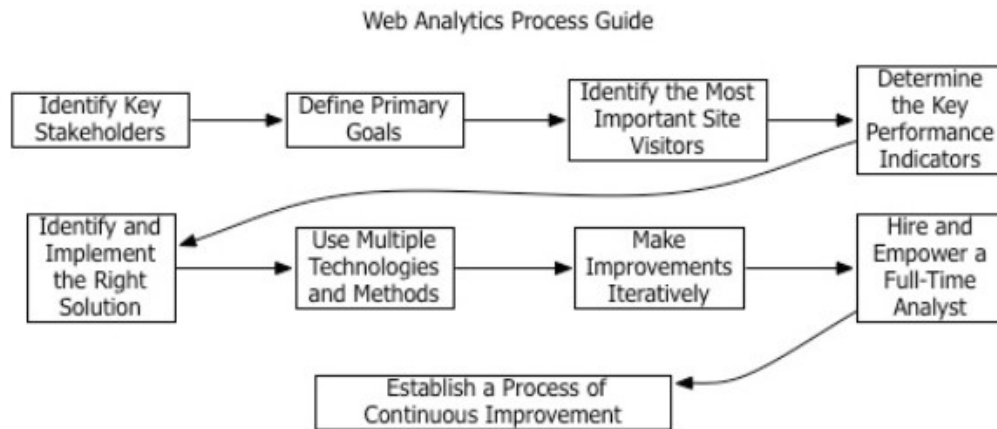 Web Analytics Process Guide
Identify Key
Stakeholders
Define Primary
Goals
Identify the Most
Important Site
Visitors
Determine
the Key
Performance
Indicators
Identify and
Implement
the Right
Solution
Use Multiple
Technologies
and Methods
Make
Improvements
Iteratively
Hire and
Empower a
Full-Time
Analyst
Establish a Process of
Continuous Improvement